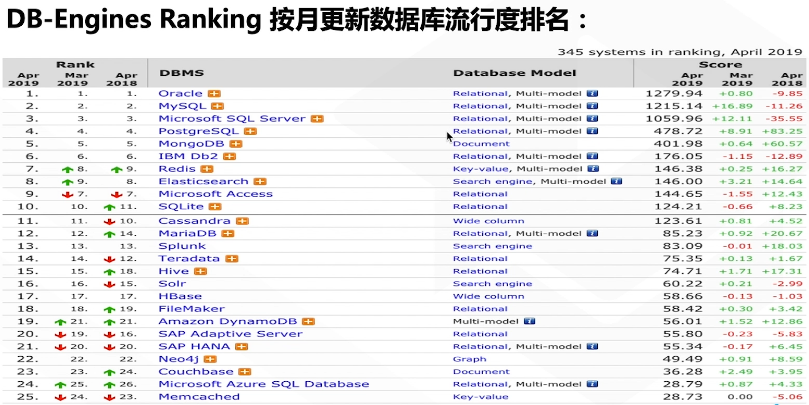 DB-Engines Ranking 按月更新数据库流行度排名：
345 systems in ranking, April 2019
Rank Score
Apr 2019 Mar 2019 Apr 2018 DBMS Database Model Apr 2019 Mar 2019 Apr 2018
1. 1. 1. Oracle Relational, Multi-model 1279.94 +0.80 -9.85
2. 2. 2. MySQL Relational, Multi-model 1215.14 +16.89 -11.26
3. 3. 3. Microsoft SQL Server Relational, Multi-model 1059.96 +12.11 -35.55
4. 4. 4. PostgreSQL Relational, Multi-model 478.72 +8.91 +83.25
5. 5. 5. MongoDB Document 401.98 +0.64 +60.57
6. 6. 6. IBM Db2 Relational, Multi-model 176.05 -1.15 -12.89
7. 8. 9. Redis Key-value, Multi-model 146.38 +0.25 +16.27
8. 9. 8. Elasticsearch Search engine, Multi-model 146.00 +3.21 +14.64
9. 7. 7. Microsoft Access Relational 144.65 -1.55 +12.43
10. 10. 11. SQLite Relational 124.21 -0.66 +8.23
11. 11. 10. Cassandra Wide column 123.61 +0.81 +4.52
12. 12. 14. MariaDB Relational, Multi-model 85.23 +0.92 +20.67
13. 13. 13. Splunk Search engine 83.09 -0.01 +18.03
14. 14. 12. Teradata Relational 75.35 +0.13 +1.67
15. 15. 18. Hive Relational 74.71 +1.71 +17.31
16. 16. 15. Solr Search engine 60.22 +0.21 -2.99
17. 17. 17. HBase Wide column 58.66 -0.13 -1.03
18. 18. 19. FileMaker Relational 58.42 +0.30 +3.42
19. 21. 21. Amazon DynamoDB Multi-model 56.01 +1.52 +12.86
20. 19. 16. SAP Adaptive Server Relational 55.80 -0.23 -5.83
21. 20. 20. SAP HANA Relational, Multi-model 55.34 -0.17 +6.45
22. 22. 22. Neo4j Graph 49.49 +0.91 +8.59
23. 23. 24. Couchbase Document 36.28 +2.49 +3.95
24. 25. 26. Microsoft Azure SQL Database Relational, Multi-model 28.79 +0.87 +4.33
25. 24. 23. Memcached Key-value 28.73 0.00 -5.06